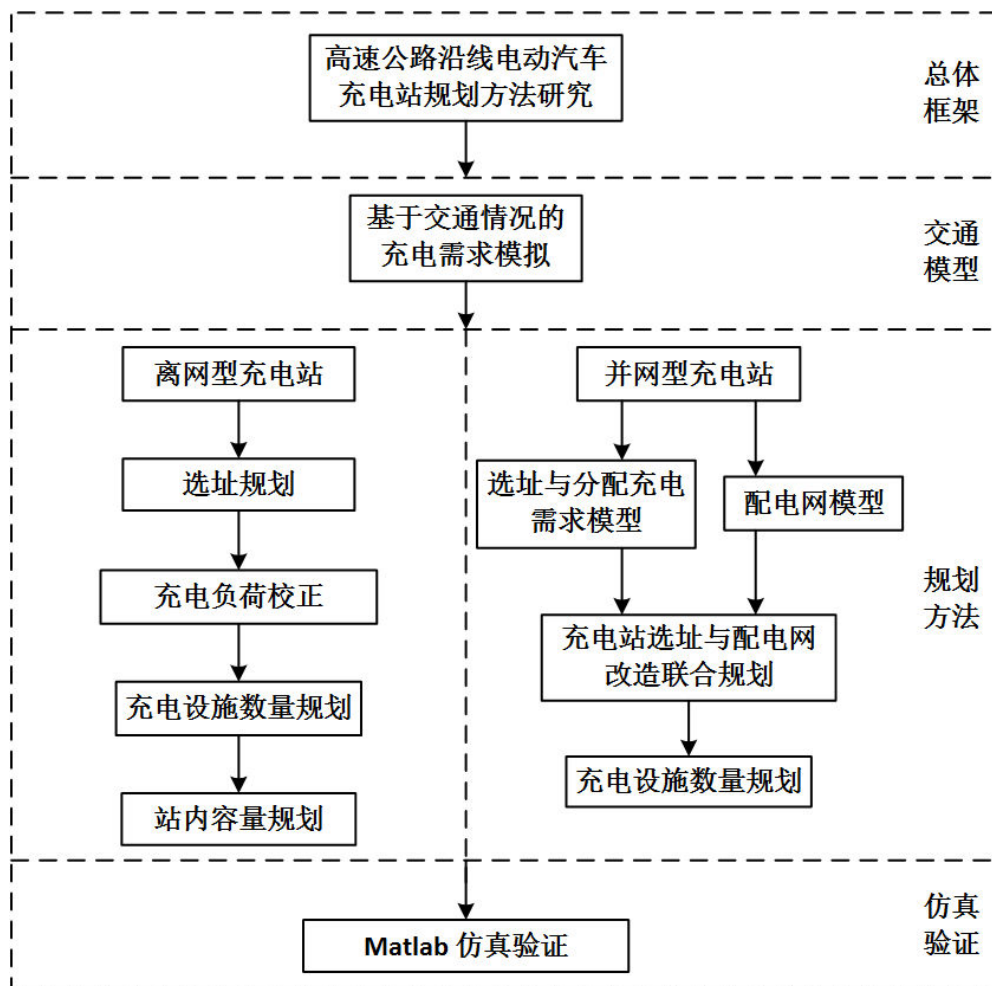 高速公路沿线电动汽车
充电站规划方法研究
总体
框架
基于交通情况的
充电需求模拟
交通
模型
离网型充电站
选址规划
充电负荷校正
充电设施数量规划
站内容量规划
并网型充电站
选址与分配充电
需求模型
配电网模型
充电站选址与配电网
改造联合规划
充电设施数量规划
规划
方法
Matlab 仿真验证
仿真
验证